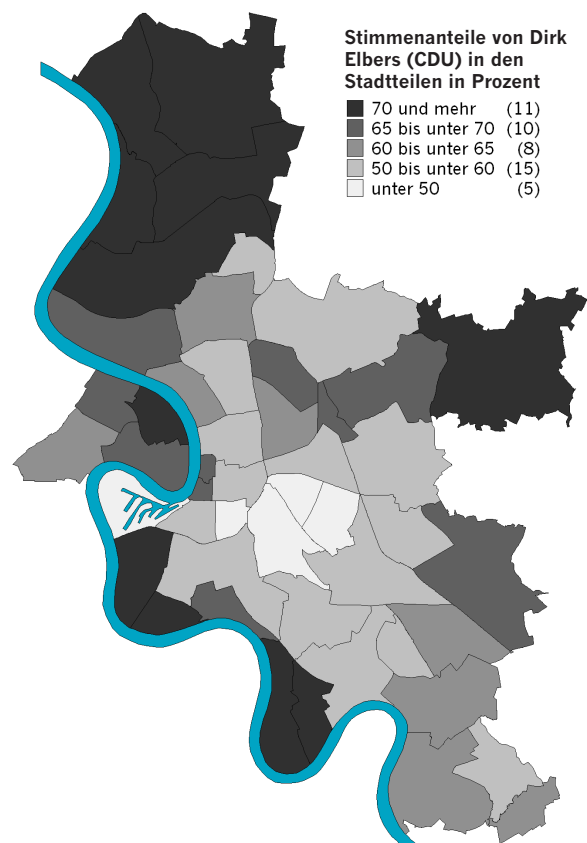 Stimmenanteile von Dirk
Elbers (CDU) in den
Stadtteilen in Prozent
70 und mehr (11)
65 bis unter 70 (10)
60 bis unter 65 (8)
50 bis unter 60 (15)
unter 50 (5)